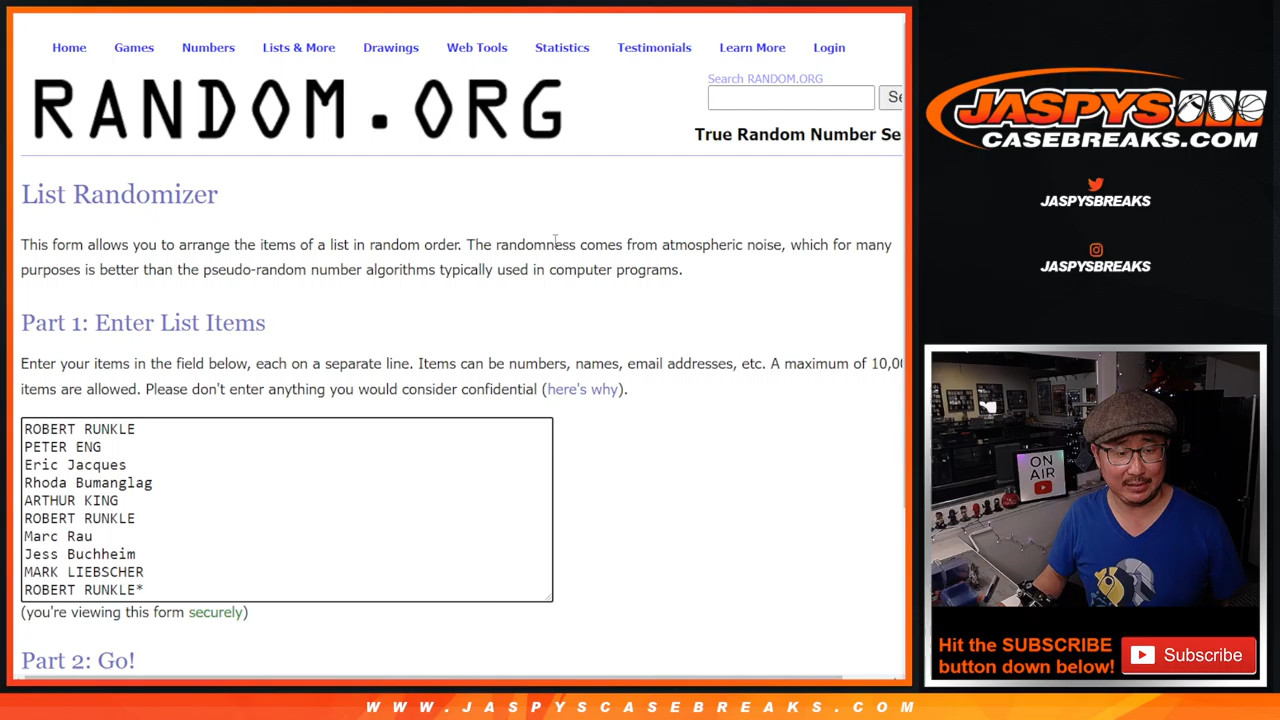 Home Games Numbers Lists & More Drawings Web Tools Statistics Testimonials Learn More Login
RANDOM.ORG
Search RANDOM.ORG
Se
True Random Number Se
List Randomizer
This form allows you to arrange the items of a list in random order. The randomness comes from atmospheric noise, which for many
purposes is better than the pseudo-random number algorithms typically used in computer programs.
Part 1: Enter List Items
Enter your items in the field below, each on a separate line. Items can be numbers, names, email addresses, etc. A maximum of 10,00
items are allowed. Please don't enter anything you would consider confidential (here's why).
ROBERT RUNKLE
PETER ENG
Eric Jacques
Rhoda Bumanglag
ARTHUR KING
ROBERT RUNKLE
Marc Rau
Jess Buchheim
MARK LIEBSCHER
ROBERT RUNKLE*
(you're viewing this form securely)
Part 2: Go!
JASPYS
CASEBREAKS.COM
JASPYSBREAKS
JASPYSBREAKS
ON
AIR
Hit the SUBSCRIBE
button down below!
Subscribe
WWW.JASPYSCASEBREAKS.COM